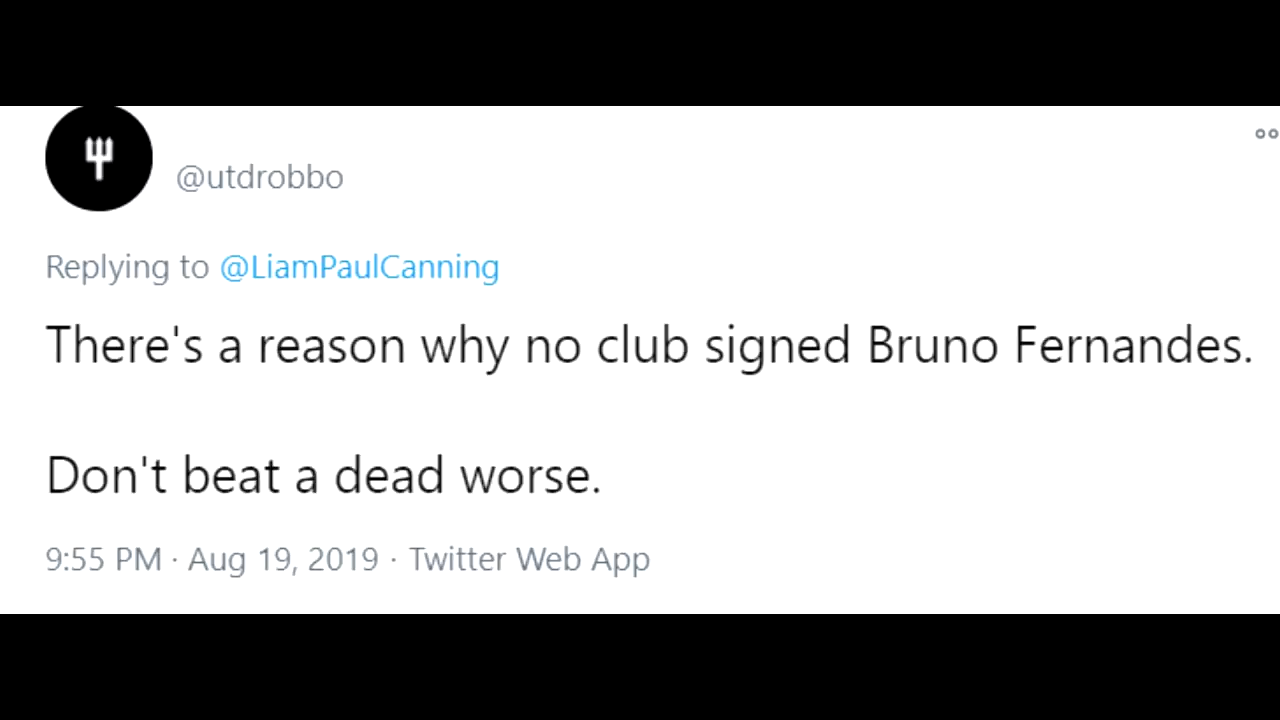 @utdrobbo
Replying to @LiamPaulCanning
There's a reason why no club signed Bruno Fernandes.
Don't beat a dead worse.
9:55 PM · Aug 19, 2019 · Twitter Web App